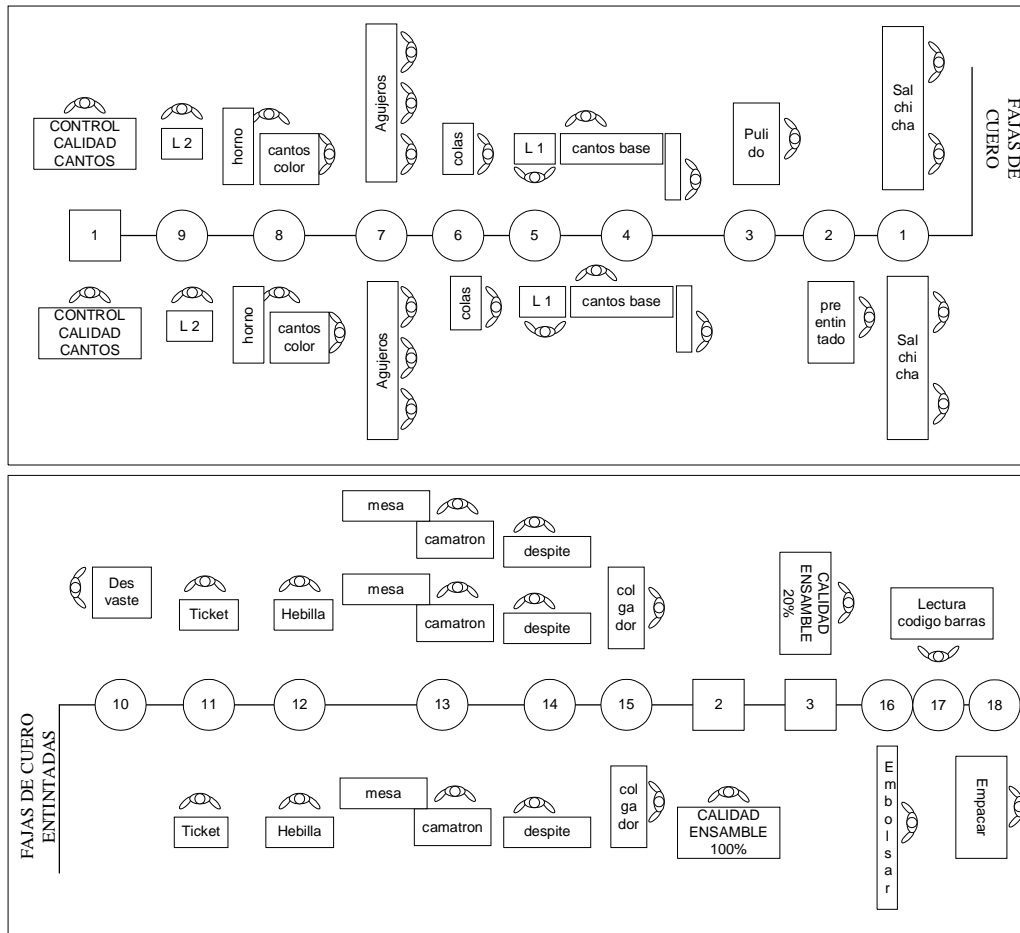 CONTROL
CALIDAD
CANTOS
L 2
horno
cantos
color
Agujeros
colas
L 1
cantos base
Puli
do
Sal
chi
cha
FAJAS DE
CUERO
1
9
8
7
6
5
4
3
2
1
CONTROL
CALIDAD
CANTOS
L 2
horno
cantos
color
Agujeros
colas
L 1
cantos base
pre
entin
tado
Sal
chi
cha
mesa
camatron
despite
Des
vaste
Ticket
Hebilla
mesa
camatron
despite
col
ga
dor
CALIDAD
ENSAMBLE
20%
Lectura
codigo barras
FAJAS DE CUERO
ENTINTADAS
10
11
12
13
14
15
2
3
16
17
18
Ticket
Hebilla
mesa
camatron
despite
col
ga
dor
CALIDAD
ENSAMBLE
100%
Embolsar
Empacar